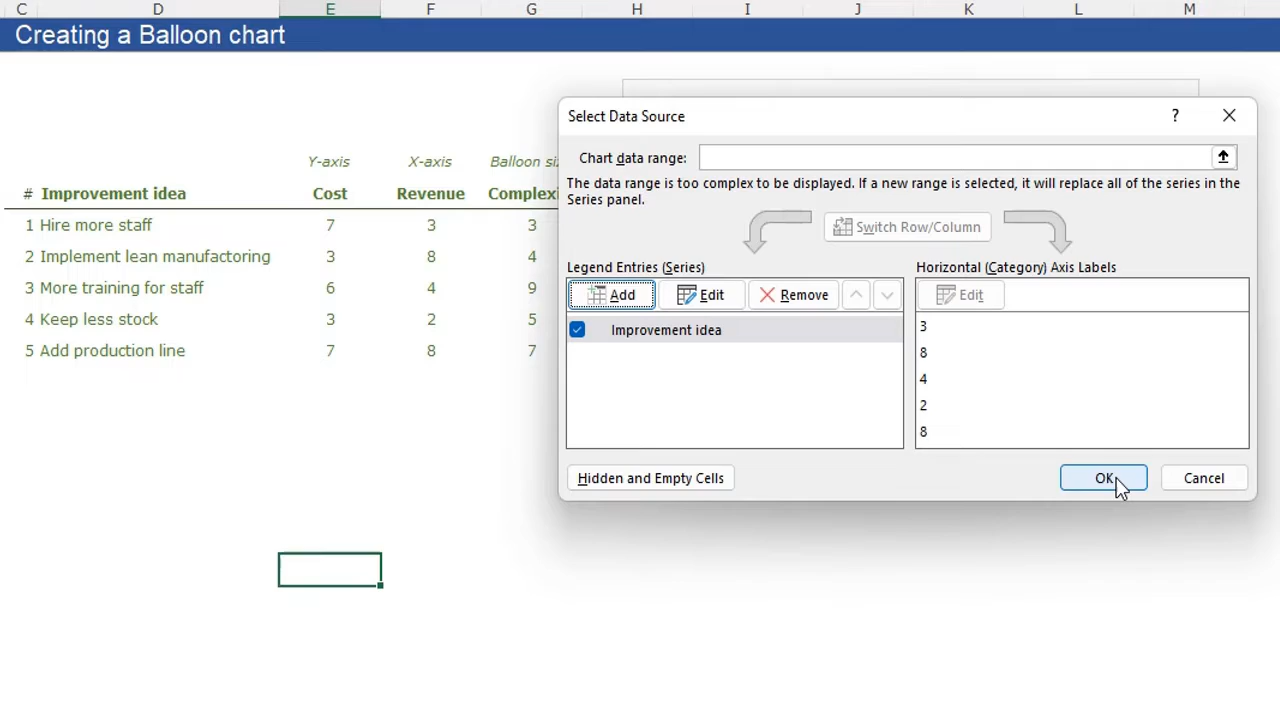 C D E F G H I J K L M
Creating a Balloon chart
Select Data Source ?
Chart data range:
The data range is too complex to be displayed. If a new range is selected, it will replace all of the series in the
Series panel.
Switch Row/Column
Legend Entries (Series)
Add Edit Remove
Improvement idea
Horizontal (Category) Axis Labels
Edit
3
8
4
2
8
Hidden and Empty Cells OK Cancel
Y-axis X-axis Balloon si
# Improvement idea Cost Revenue Complexi
1 Hire more staff 7 3 3
2 Implement lean manufactoring 3 8 4
3 More training for staff 6 4 9
4 Keep less stock 3 2 5
5 Add production line 7 8 7